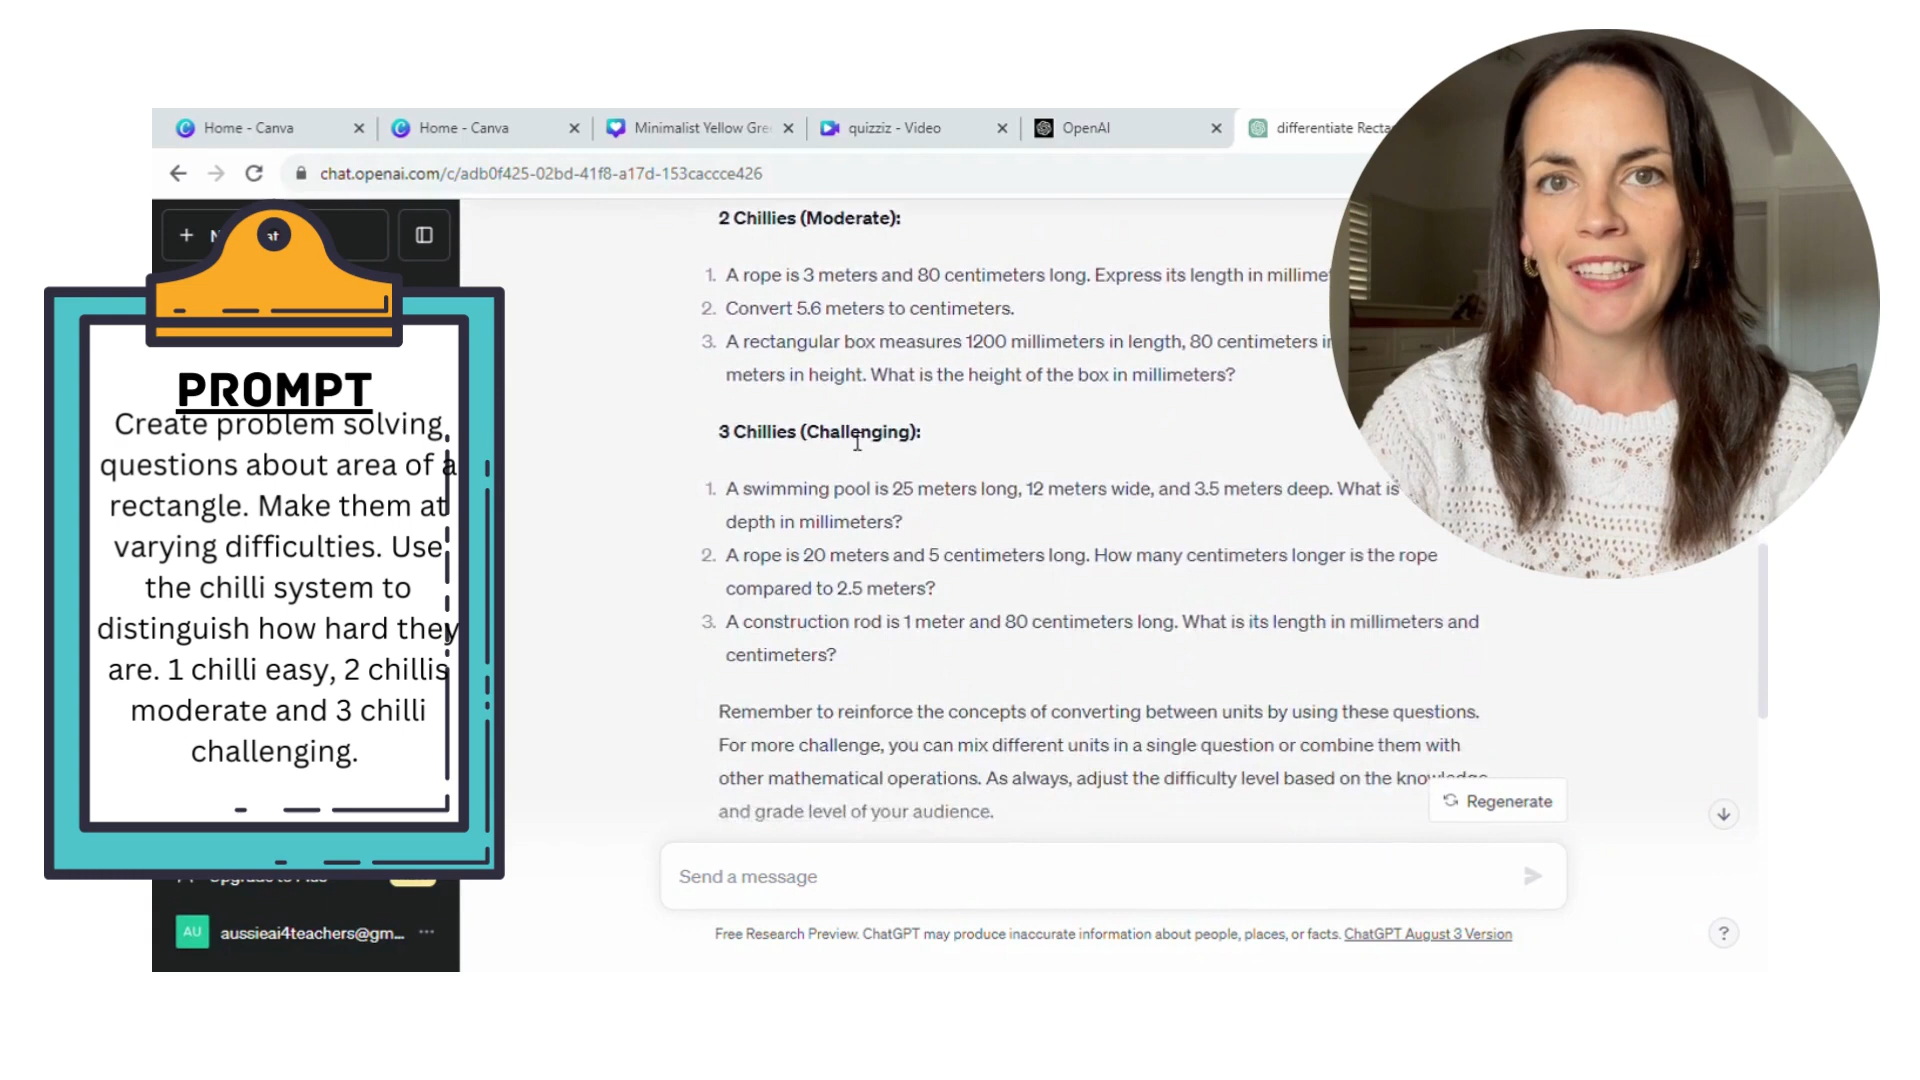 Home - Canva
Home - Canva
Minimalist Yellow Gre
quizziz - Video
OpenAI
differentiate Recta
chat.openai.com/c/adb0f425-02bd-41f8-a17d-153caccce426
2 Chillies (Moderate):
1. A rope is 3 meters and 80 centimeters long. Express its length in
2. Convert 5.6 meters to centimeters.
3. A rectangular box measures 1200 millimeters in length, 80 centimeters
meters in height. What is the height of the box in millimeters?
3 Chillies (Challenging):
1. A swimming pool is 25 meters long, 12 meters wide, and 3.5 meters deep. What is
depth in millimeters?
2. A rope is 20 meters and 5 centimeters long. How many centimeters longer is the rope
compared to 2.5 meters?
3. A construction rod is 1 meter and 80 centimeters long. What is its length in millimeters and
centimeters?
Remember to reinforce the concepts of converting between units by using these questions.
For more challenge, you can mix different units in a single question or combine them with
other mathematical operations. As always, adjust the difficulty level based on the knowledge
and grade level of your audience.
Regenerate
Send a message
Free Research Preview. ChatGPT may produce inaccurate information about people, places, or facts. ChatGPT August 3 Version
?
PROMPT
Create problem solving
questions about area of a
rectangle. Make them at
varying difficulties. Use
the chilli system to
distinguish how hard they
are. 1 chilli easy, 2 chillis
moderate and 3 chilli
challenging.
AU
aussieai4teachers@gm...